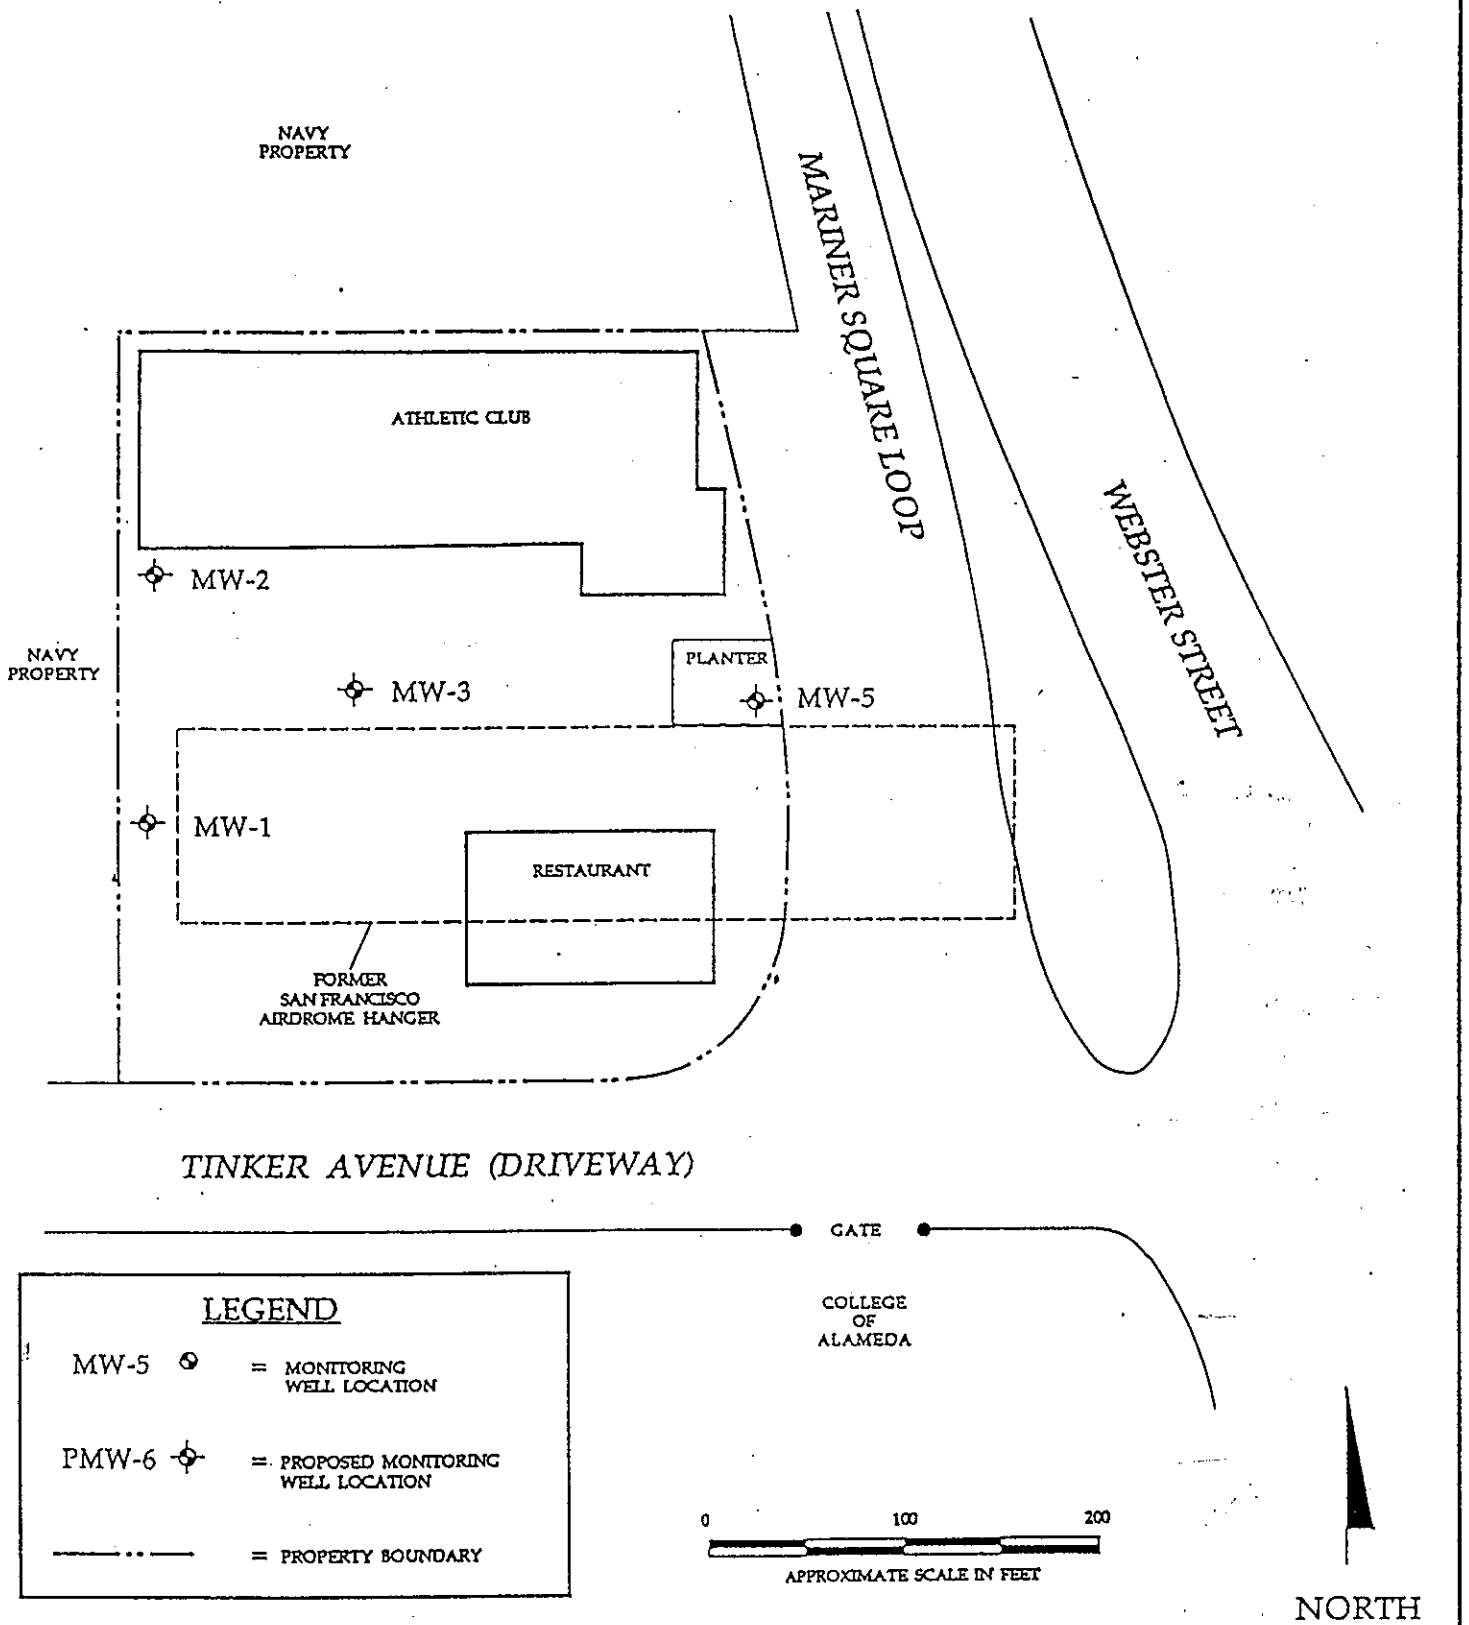 NAVY
PROPERTY
MARINER SQUARE LOOP
ATHLETIC CLUB
WEBSTER STREET
MW-2
NAVY
PROPERTY
PLANTER
MW-3
MW-5
MW-1
RESTAURANT
FORMER
SAN FRANCISCO
AIRDROME HANGER
TINKER AVENUE (DRIVEWAY)
GATE
COLLEGE
OF
ALAMEDA
LEGEND
MW-5 = MONITORING
WELL LOCATION
PMW-6 = PROPOSED MONITORING
WELL LOCATION
= PROPERTY BOUNDARY
0 100 200
APPROXIMATE SCALE IN FEET
NORTH